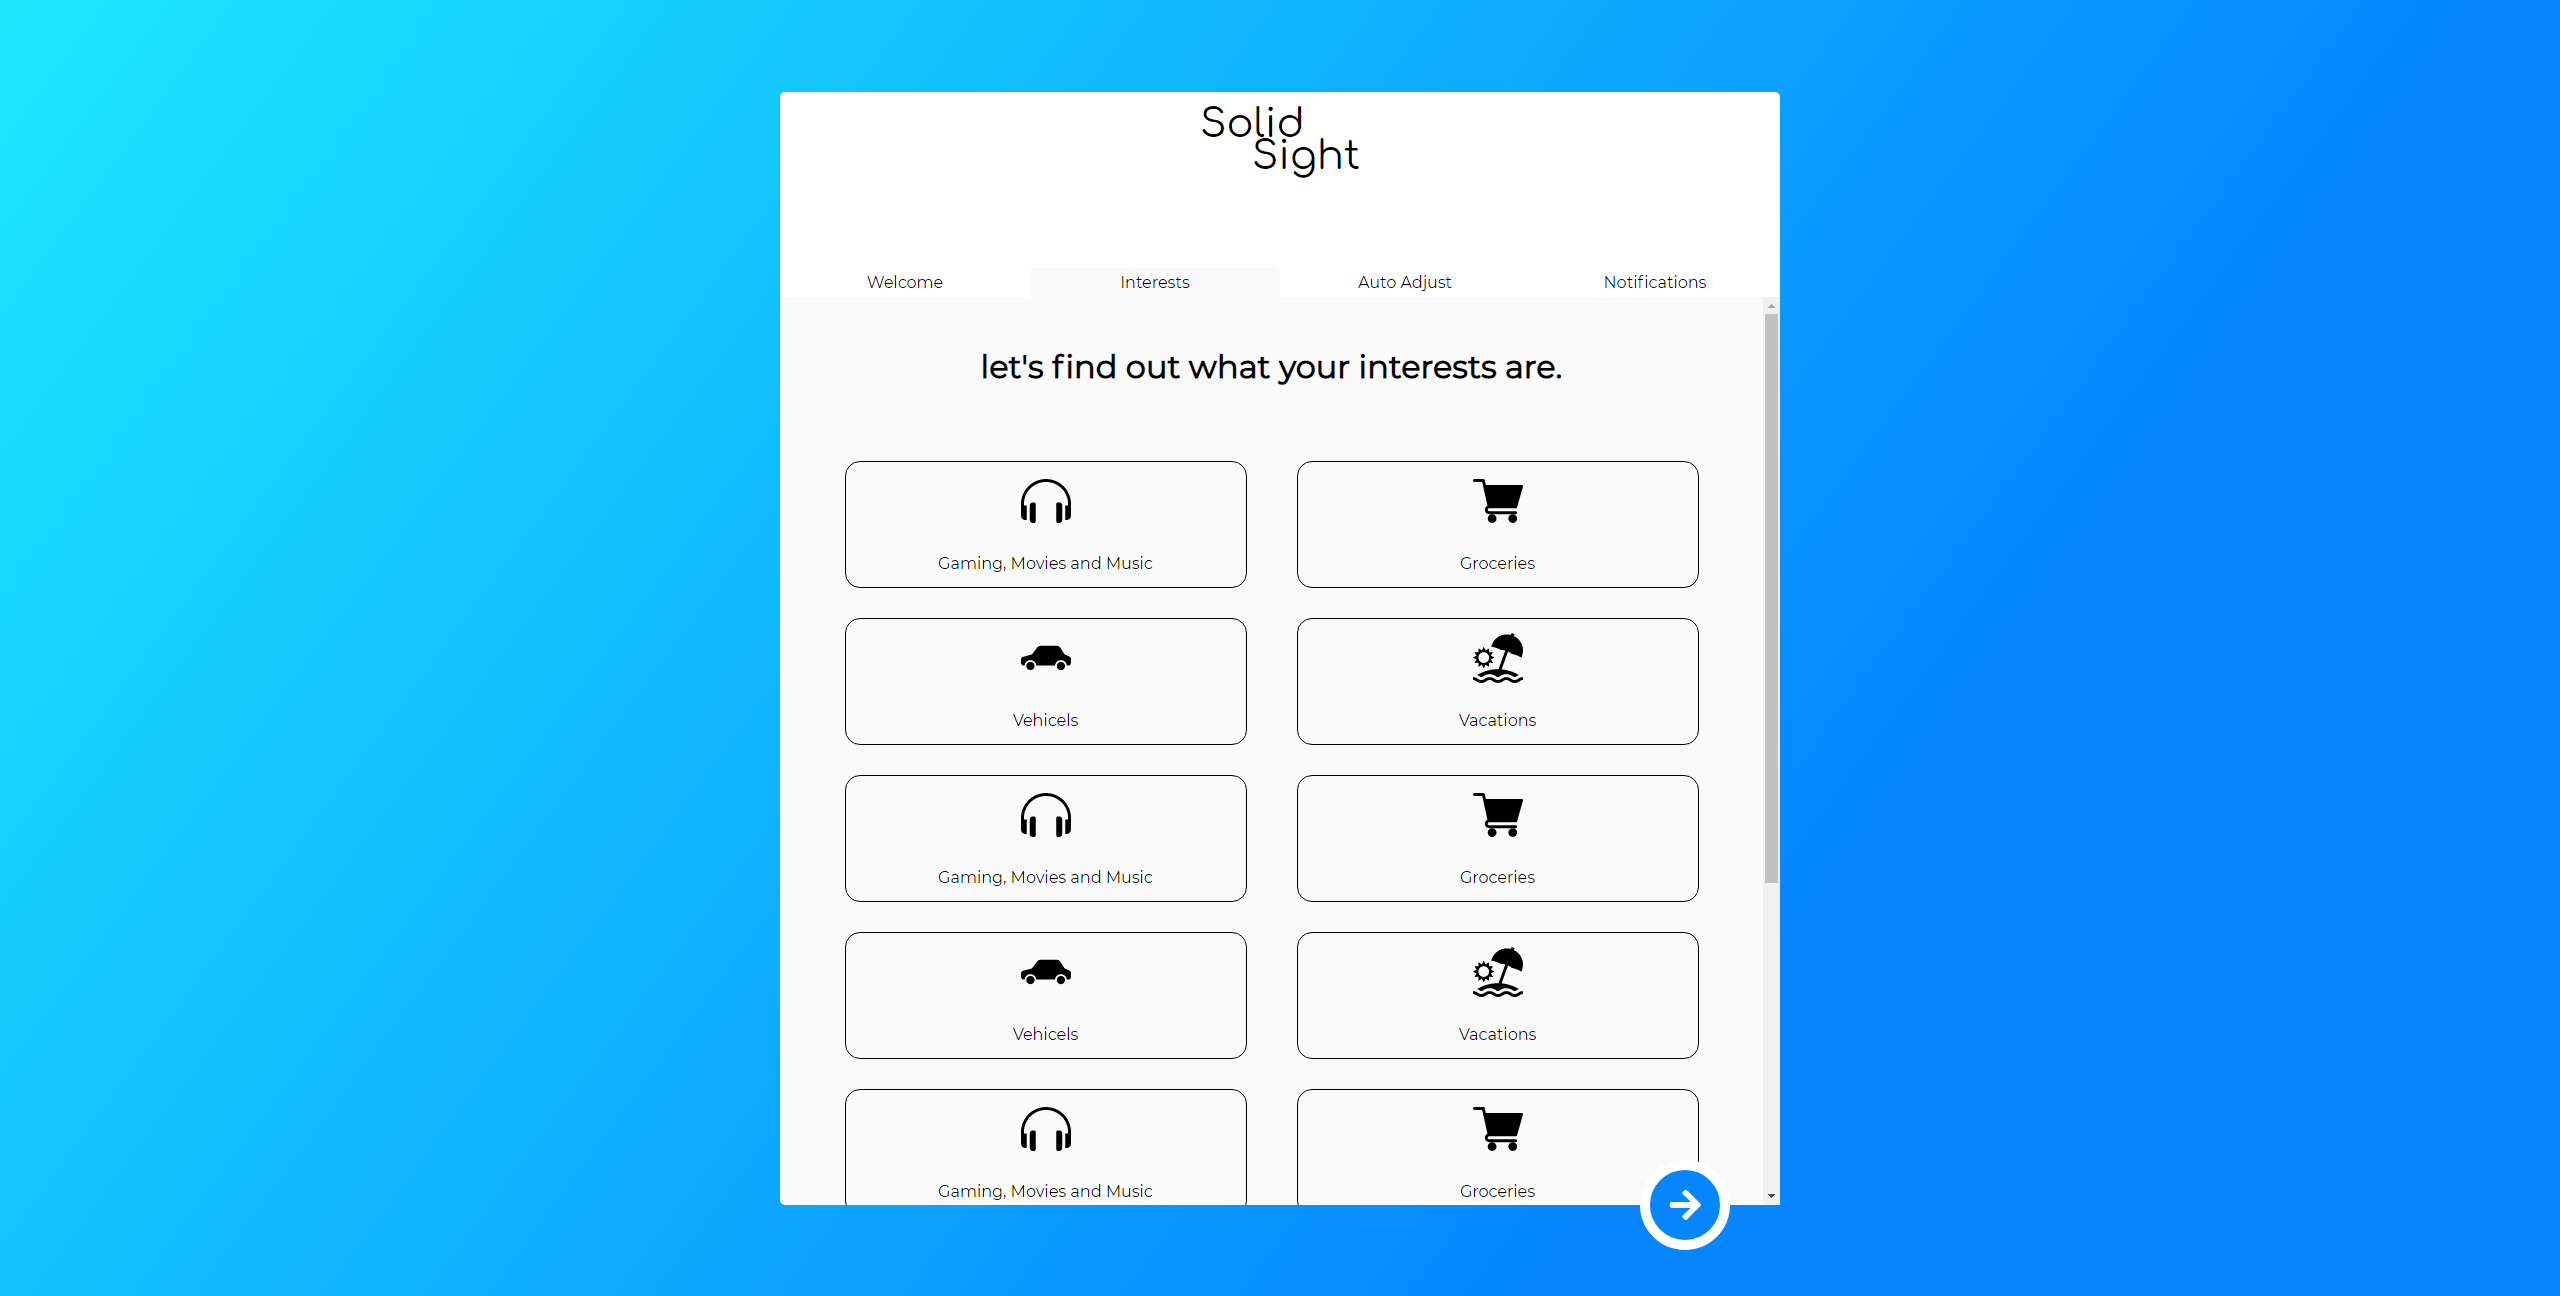 Solid
Sight
Welcome
Interests
Auto Adjust
Notifications
let's find out what your interests are.
Gaming, Movies and Music
Groceries
Vehicels
Vacations
Gaming, Movies and Music
Groceries
Vehicels
Vacations
Gaming, Movies and Music
Groceries